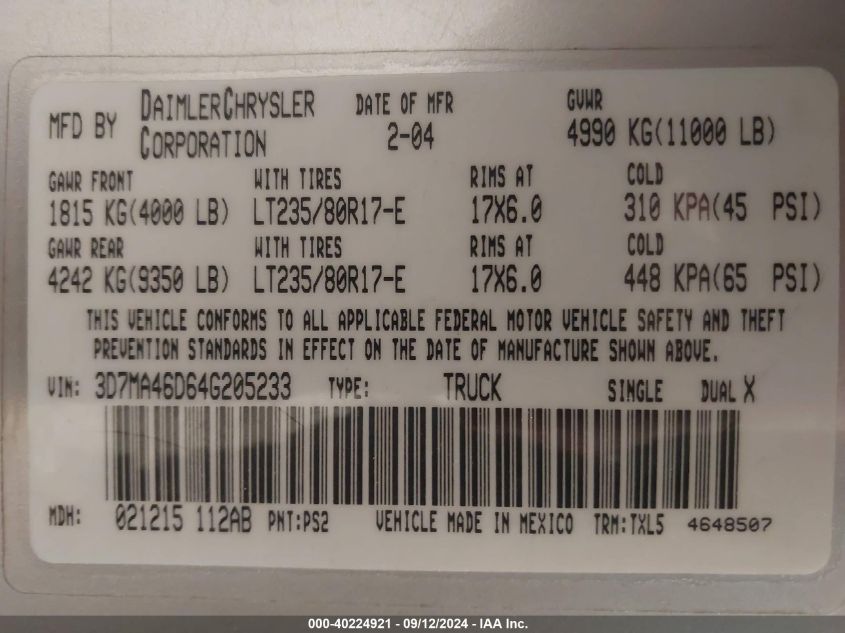 MFD BY DAIMLERCHRYSLER CORPORATION DATE OF MFR 2-04 GVWR 4990 KG(11000 LB)
GAWR FRONT WITH TIRES RIMS AT COLD
1815 KG(4000 LB) LT235/80R17-E 17X6.0 310 KPA(45 PSI)
GAWR REAR WITH TIRES RIMS AT COLD
4242 KG(9350 LB) LT235/80R17-E 17X6.0 448 KPA(65 PSI)
THIS VEHICLE CONFORMS TO ALL APPLICABLE FEDERAL MOTOR VEHICLE SAFETY AND THEFT
PREVENTION STANDARDS IN EFFECT ON THE DATE OF MANUFACTURE SHOWN ABOVE.
VIN: 3D7MA46D64G205233 TYPE: TRUCK SINGLE DUAL X
MDH: 021215 112AB PNT:PS2 VEHICLE MADE IN MEXICO TRM:TXL5 4648507
000-40224921 - 09/12/2024 - IAA Inc.